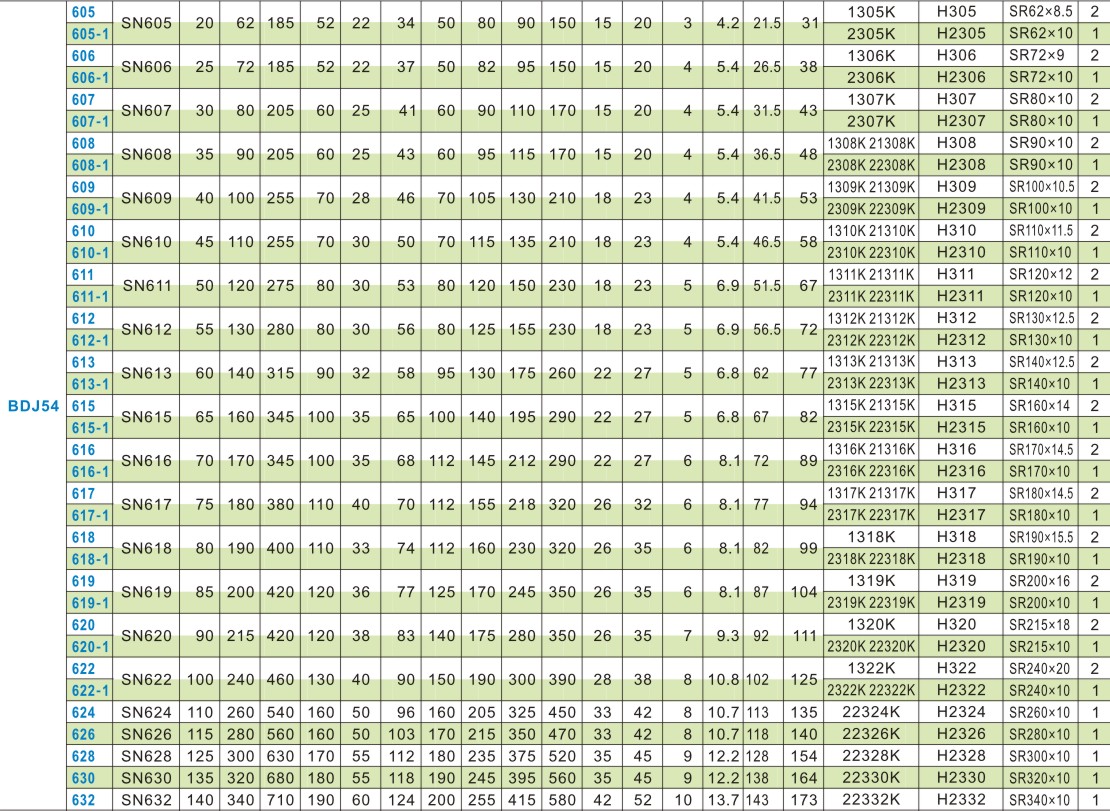 605 1305K H305 SR62×8.5 2
SN605 20 62 185 52 22 34 50 80 90 150 15 20 3 4.2 21.5 31
605-1 2305K H2305 SR62×10 1
606 1306K H306 SR72×9 2
SN606 25 72 185 52 22 37 50 82 95 150 15 20 4 5.4 26.5 38
606-1 2306K H2306 SR72×10 1
607 1307K H307 SR80×10 2
SN607 30 80 205 60 25 41 60 90 110 170 15 20 4 5.4 31.5 43
607-1 2307K H2307 SR80×10 1
608 1308K 21308K H308 SR90×10 2
SN608 35 90 205 60 25 43 60 95 115 170 15 20 4 5.4 36.5 48
608-1 2308K 22308K H2308 SR90×10 1
609 1309K 21309K H309 SR100×10.5 2
SN609 40 100 255 70 28 46 70 105 130 210 18 23 4 5.4 41.5 53
609-1 2309K 22309K H2309 SR100×10 1
610 1310K 21310K H310 SR110×11.5 2
SN610 45 110 255 70 30 50 70 115 135 210 18 23 4 5.4 46.5 58
610-1 2310K 22310K H2310 SR110×10 1
611 1311K 21311K H311 SR120×12 2
SN611 50 120 275 80 30 53 80 120 150 230 18 23 5 6.9 51.5 67
611-1 2311K 22311K H2311 SR120×10 1
612 1312K 21312K H312 SR130×12.5 2
SN612 55 130 280 80 30 56 80 125 155 230 18 23 5 6.9 56.5 72
612-1 2312K 22312K H2312 SR130×10 1
613 1313K 21313K H313 SR140×12.5 2
SN613 60 140 315 90 32 58 95 130 175 260 22 27 5 6.8 62 77
613-1 2313K 22313K H2313 SR140×10 1
BDJ54 615 1315K 21315K H315 SR160×14 2
SN615 65 160 345 100 35 65 100 140 195 290 22 27 5 6.8 67 82
615-1 2315K 22315K H2315 SR160×10 1
616 1316K 21316K H316 SR170×14.5 2
SN616 70 170 345 100 35 68 112 145 212 290 22 27 6 8.1 72 89
616-1 2316K 22316K H2316 SR170×10 1
617 1317K 21317K H317 SR180×14.5 2
SN617 75 180 380 110 40 70 112 155 218 320 26 32 6 8.1 77 94
617-1 2317K 22317K H2317 SR180×10 1
618 1318K H318 SR190×15.5 2
SN618 80 190 400 110 33 74 112 160 230 320 26 35 6 8.1 82 99
618-1 2318K 22318K H2318 SR190×10 1
619 1319K H319 SR200×16 2
SN619 85 200 420 120 36 77 125 170 245 350 26 35 6 8.1 87 104
619-1 2319K 22319K H2319 SR200×10 1
620 1320K H320 SR215×18 2
SN620 90 215 420 120 38 83 140 175 280 350 26 35 7 9.3 92 111
620-1 2320K 22320K H2320 SR215×10 1
622 1322K H322 SR240×20 2
SN622 100 240 460 130 40 90 150 190 300 390 28 38 8 10.8 102 125
622-1 2322K 22322K H2322 SR240×10 1
624 SN624 110 260 540 160 50 96 160 205 325 450 33 42 8 10.7 113 135 22324K H2324 SR260×10 1
626 SN626 115 280 560 160 50 103 170 215 350 470 33 42 8 10.7 118 140 22326K H2326 SR280×10 1
628 SN628 125 300 630 170 55 112 180 235 375 520 35 45 9 12.2 128 154 22328K H2328 SR300×10 1
630 SN630 135 320 680 180 55 118 190 245 395 560 35 45 9 12.2 138 164 22330K H2330 SR320×10 1
632 SN632 140 340 710 190 60 124 200 255 415 580 42 52 10 13.7 143 173 22332K H2332 SR340×10 1